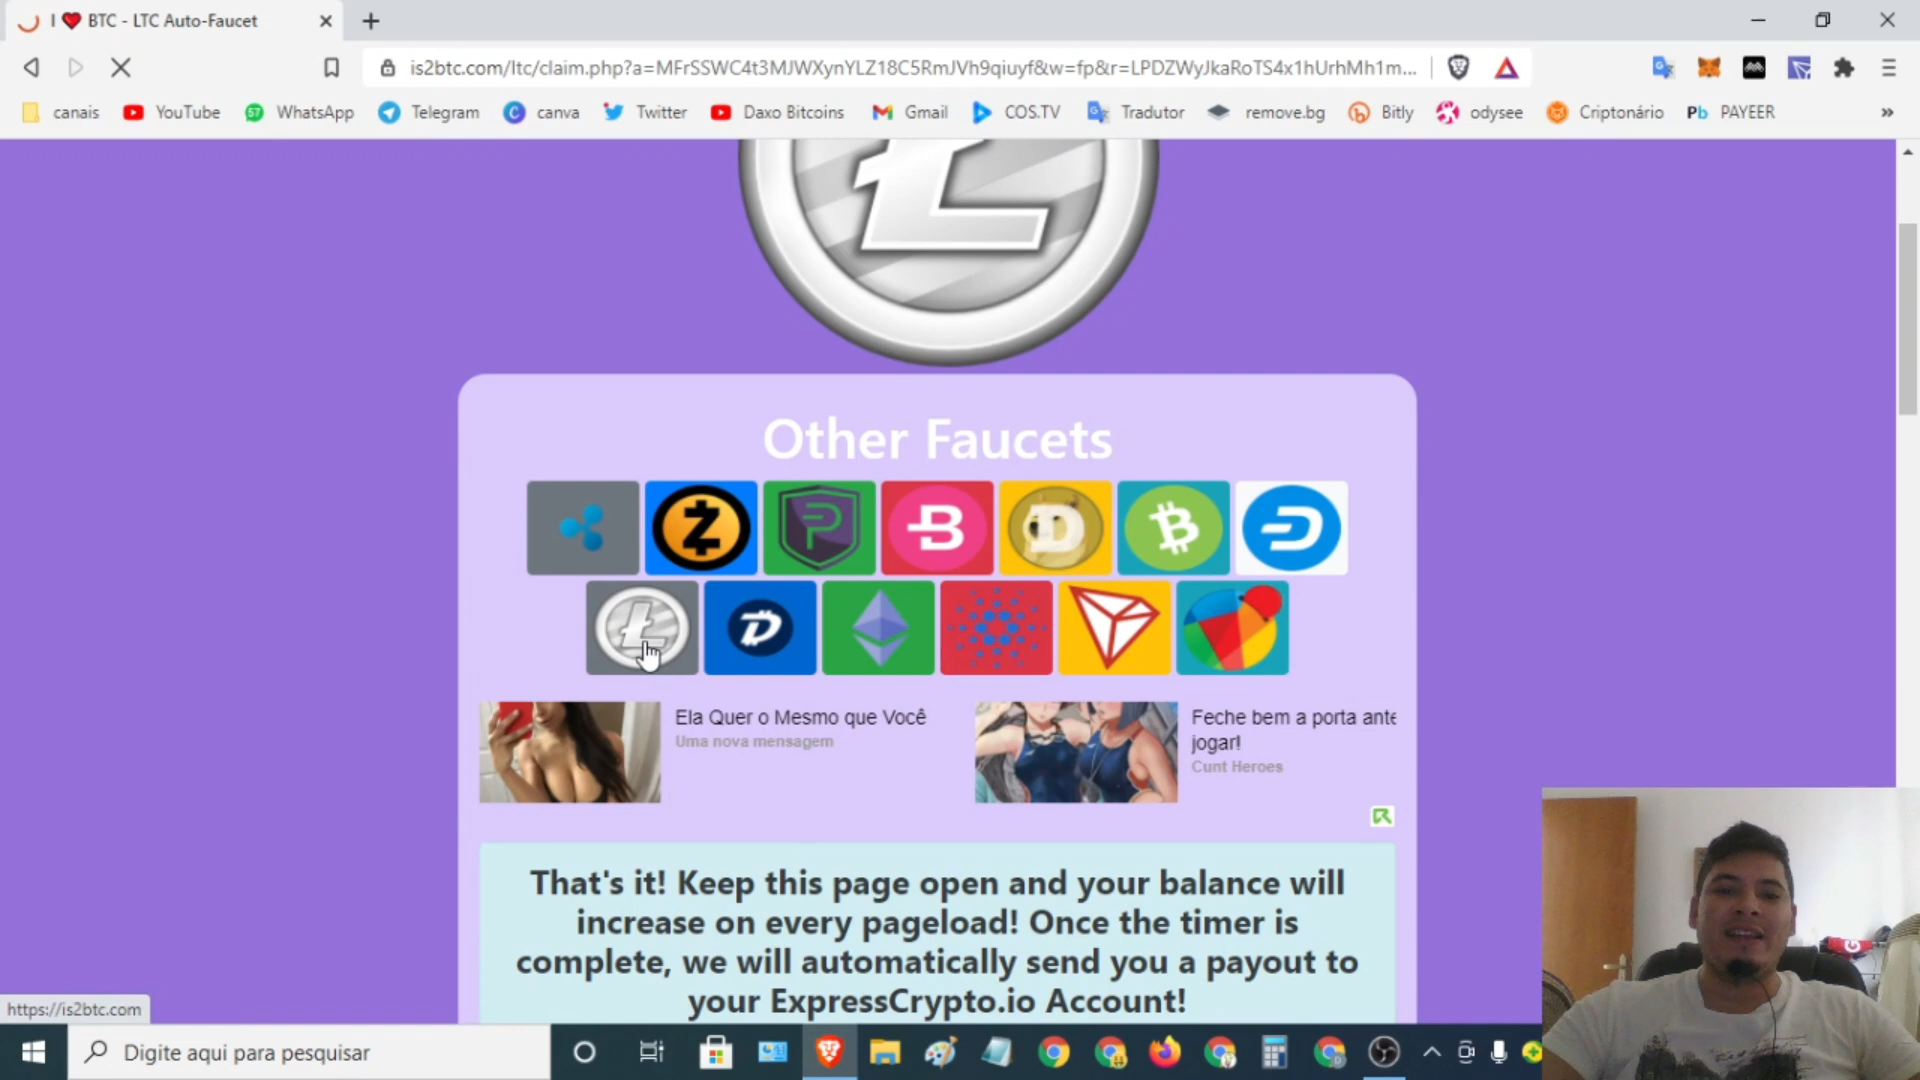 I ❤ BTC - LTC Auto-Faucet
is2btc.com/ltc/claim.php?a=MFrSSWC4t3MJWXynYLZ18C5RmJVh9qiuyf&w=fp&r=LPDZWyJkaRoTS4x1hUrhMh1m...
canais YouTube WhatsApp Telegram canva Twitter Daxo Bitcoins Gmail COS.TV Tradutor remove.bg Bitly odysee Criptonário Pb PAYEER »
Other Faucets
Ela Quer o Mesmo que Você
Uma nova mensagem
Feche bem a porta ante
jogar!
Cunt Heroes
That's it! Keep this page open and your balance will
increase on every pageload! Once the timer is
complete, we will automatically send you a payout to
your ExpressCrypto.io Account!
https://is2btc.com
Digite aqui para pesquisar